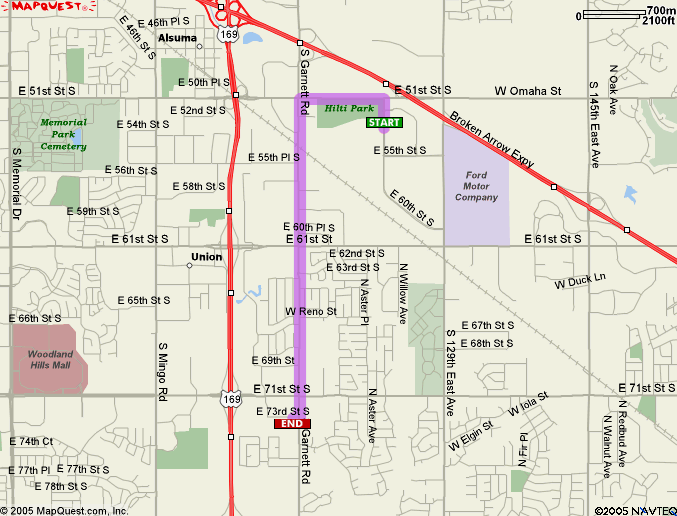 MAPQUEST
700m
0
2100ft
E 46th Pl S
E 46th St S
Alsuma
169
S Garnett Rd
E 50th Pl S
E 51st St S
E 51st St S
W Omaha St
N Oak Ave
S 145th East Ave
E 52nd St S
Hilti Park
START
Broken Arrow Expy
Memorial
Park
Cemetery
E 54th St S
E 55th Pl S
E 55th St S
E 56th St S
E 58th St S
S Memorial Dr
Ford
Motor
Company
E 59th St S
E 60th St S
E 60th Pl S
E 61st St S
E 61st St
E 61st St S
Union
E 62nd St S
E 63rd St S
W Duck Ln
N Aster Pl
N Willow Ave
E 65th St S
W Reno St
E 66th St S
E 67th St S
E 68th St S
S 129th East Ave
Woodland
Hills Mall
S Mingo Rd
E 69th St
E 71st St S
E 71st St S
169
E 73rd St S
END
Garnett Rd
N Aster Ave
W Iola St
W Elgin St
N Fir Pl
N Redbud Ave
N Walnut Ave
E 74th Ct
E 77th Pl
E 77th St S
E 78th St S
© 2005 MapQuest.com, Inc.
©2005 NAVTEQ